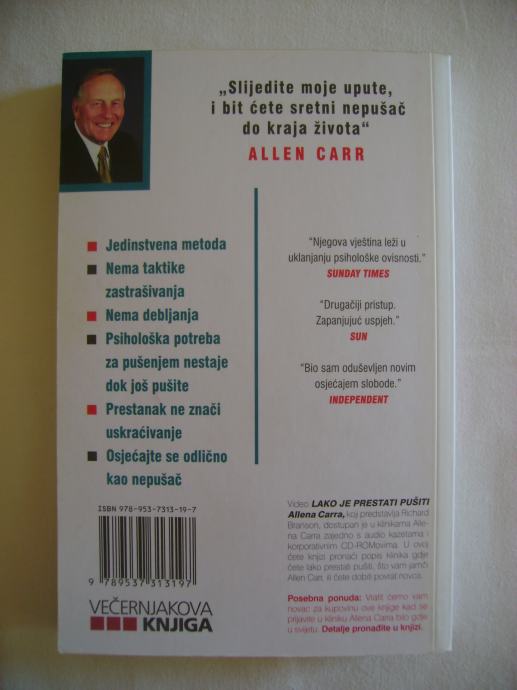 „Slijedite moje upute,
i bit ćete sretni nepušač
do kraja života“
ALLEN CARR
Jedinstvena metoda
Nema taktike
zastrašivanja
Nema debljanja
Psihološka potreba
za pušenjem nestaje
dok još pušite
Prestanak ne znači
uskraćivanje
Osjećajte se odlično
kao nepušač
“Njegova vještina leži u
uklanjanju psihološke ovisnosti.”
SUNDAY TIMES
“Drugačiji pristup.
Zapanjujuć uspjeh.”
SUN
“Bio sam oduševljen novim
osjećajem slobode.”
INDEPENDENT
ISBN 978-953-7313-19-7
9 789537 313197
VEČERNJAKOVA
KNJIGA
Video LAKO JE PRESTATI PUŠITI
Allena Carra, koj predstavlja Richard
Branson, dostupan je u klinikama Alle-
na Carra zajedno s audio kazetama i
korporativnim CD-ROMovima. U ovoj
ćete knjizi pronaći popis klinika gdje
ćete lako prestati pušiti, što vam jamči
Allen Carr, ili ćete dobiti povrat novca.
Posebna ponuda: Vratit ćemo vam
novac za kupovinu ove knjige kad se
prijavite u kliniku Allena Carra bilo gdje
u svijetu. Detalje pronađite u knjizi.